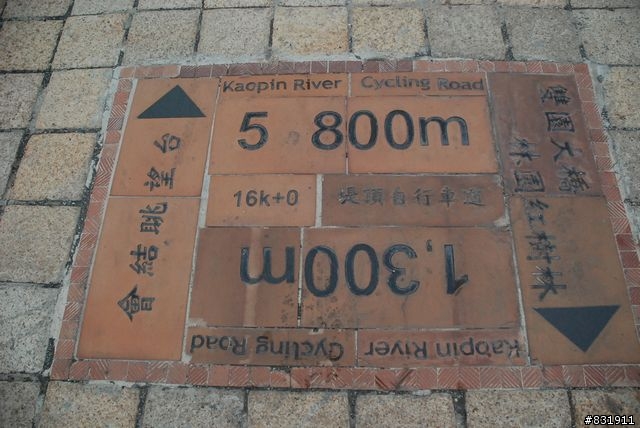 Kaopin River Cycling Road
5 800m
會結眺望台
16k+0
堤頂自行車道
1,300m
Kaopin River Cycling Road
雙園大橋
林園紅樹林
#831911